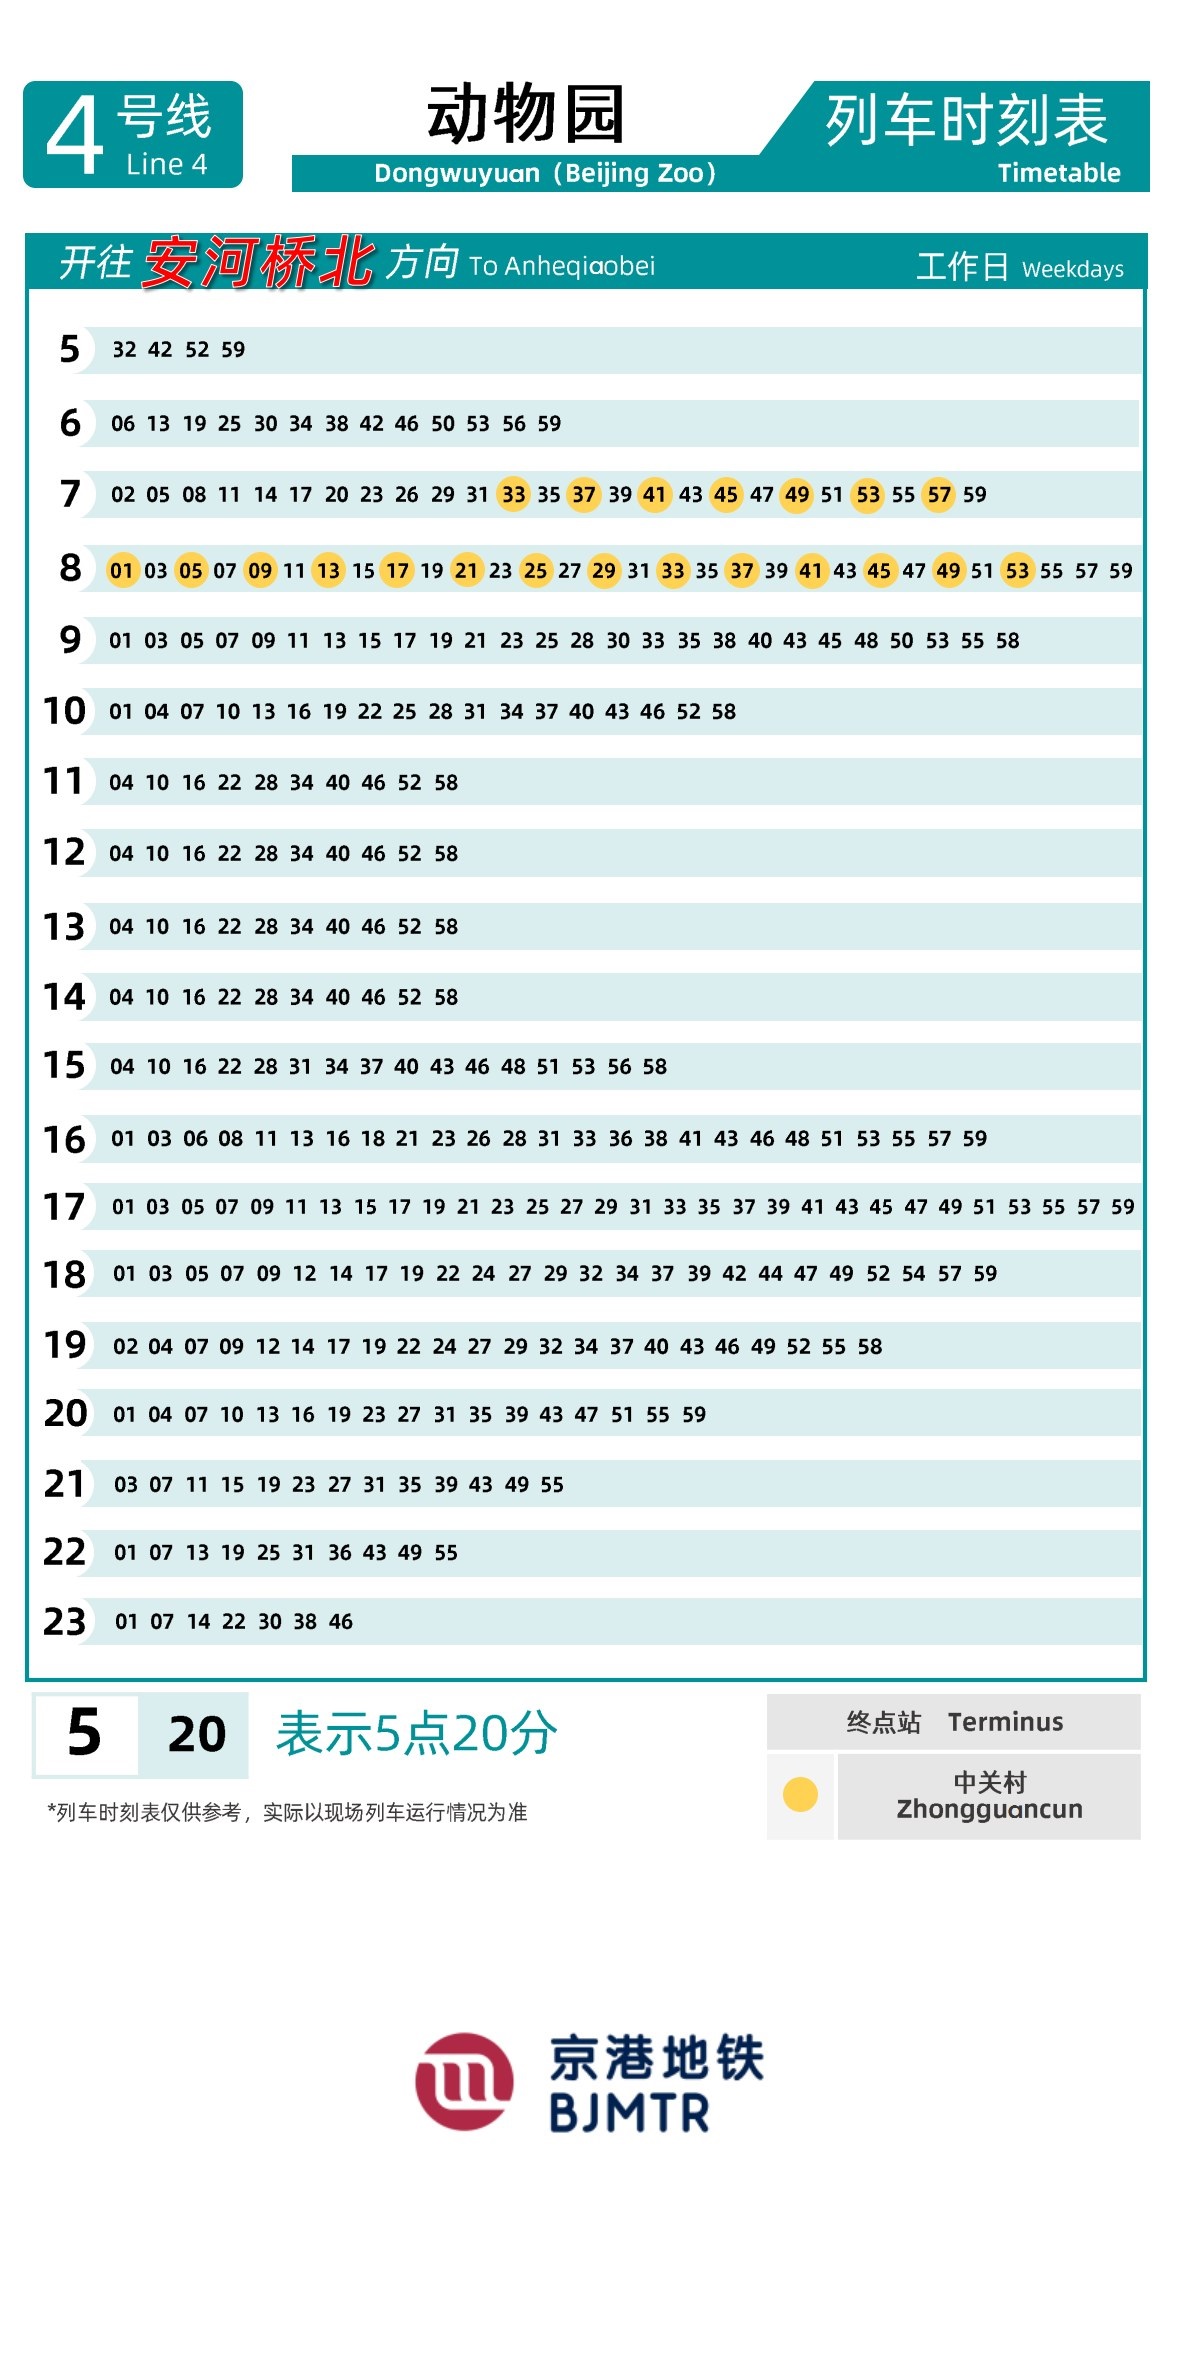 4号线
Line 4
动物园
Dongwuyuan（Beijing Zoo）
列车时刻表
Timetable
开往 安河桥北 方向 To Anheqiaobei
工作日 Weekdays
5 32 42 52 59
6 06 13 19 25 30 34 38 42 46 50 53 56 59
7 02 05 08 11 14 17 20 23 26 29 31 33 35 37 39 41 43 45 47 49 51 53 55 57 59
8 01 03 05 07 09 11 13 15 17 19 21 23 25 27 29 31 33 35 37 39 41 43 45 47 49 51 53 55 57 59
9 01 03 05 07 09 11 13 15 17 19 21 23 25 28 30 33 35 38 40 43 45 48 50 53 55 58
10 01 04 07 10 13 16 19 22 25 28 31 34 37 40 43 46 52 58
11 04 10 16 22 28 34 40 46 52 58
12 04 10 16 22 28 34 40 46 52 58
13 04 10 16 22 28 34 40 46 52 58
14 04 10 16 22 28 34 40 46 52 58
15 04 10 16 22 28 31 34 37 40 43 46 48 51 53 56 58
16 01 03 06 08 11 13 16 18 21 23 26 28 31 33 36 38 41 43 46 48 51 53 55 57 59
17 01 03 05 07 09 11 13 15 17 19 21 23 25 27 29 31 33 35 37 39 41 43 45 47 49 51 53 55 57 59
18 01 03 05 07 09 12 14 17 19 22 24 27 29 32 34 37 39 42 44 47 49 52 54 57 59
19 02 04 07 09 12 14 17 19 22 24 27 29 32 34 37 40 43 46 49 52 55 58
20 01 04 07 10 13 16 19 23 27 31 35 39 43 47 51 55 59
21 03 07 11 15 19 23 27 31 35 39 43 49 55
22 01 07 13 19 25 31 36 43 49 55
23 01 07 14 22 30 38 46
5 20 表示5点20分
*列车时刻表仅供参考，实际以现场列车运行情况为准
终点站 Terminus
中关村
Zhongguancun
京港地铁
BJMTR